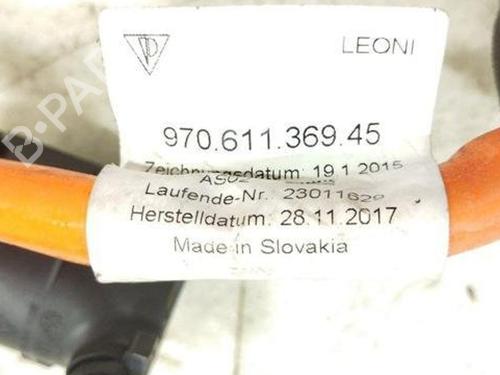 LEONI
970.611.369.45
Zeichnungsdatum: 19.1.2015
Laufende-Nr. 23011629
Herstelldatum: 28.11.2017
Made in Slovakia